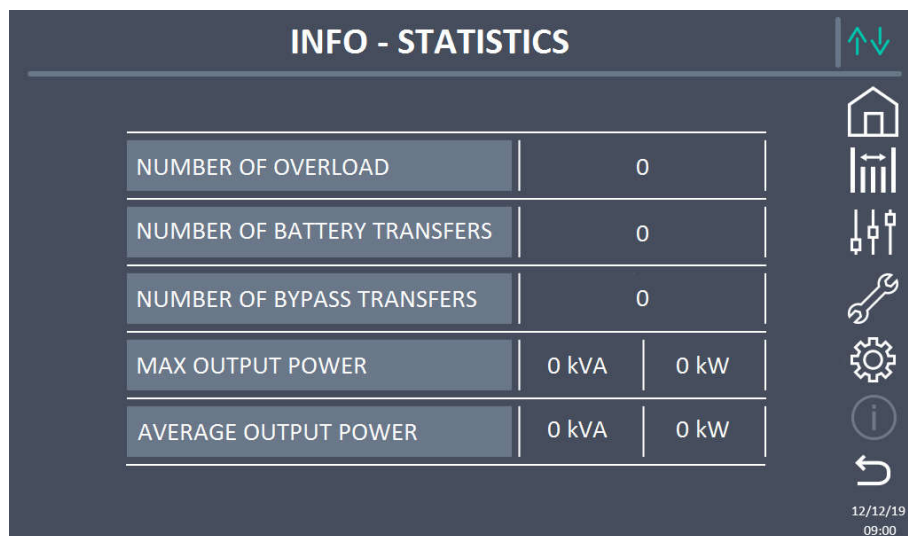 INFO - STATISTICS
NUMBER OF OVERLOAD 0
NUMBER OF BATTERY TRANSFERS 0
NUMBER OF BYPASS TRANSFERS 0
MAX OUTPUT POWER 0 kVA 0 kW
AVERAGE OUTPUT POWER 0 kVA 0 kW
12/12/19
09:00